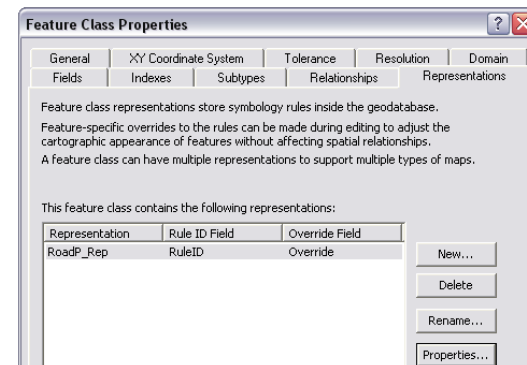 Feature Class Properties
General XY Coordinate System Tolerance Resolution Domain
Fields Indexes Subtypes Relationships Representations
Feature class representations store symbology rules inside the geodatabase.
Feature-specific overrides to the rules can be made during editing to adjust the
cartographic appearance of features without affecting spatial relationships.
A feature class can have multiple representations to support multiple types of maps.
This feature class contains the following representations:
Representation Rule ID Field Override Field
RoadP_Rep RuleID Override
New...
Delete
Rename...
Properties...